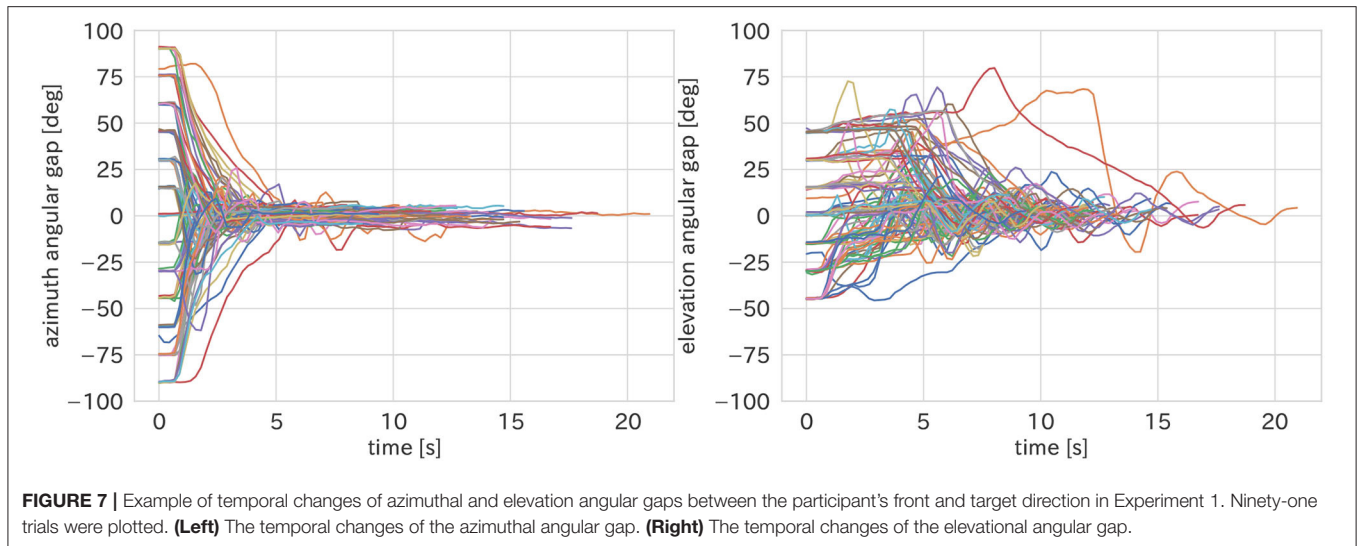 100
75
50
25
0
−25
−50
−75
−100
azimuth angular gap [deg]
0 5 10 15 20
time [s]
100
75
50
25
0
−25
−50
−75
−100
elevation angular gap [deg]
0 5 10 15 20
time [s]
FIGURE 7 | Example of temporal changes of azimuthal and elevation angular gaps between the participant's front and target direction in Experiment 1. Ninety-one
trials were plotted. (Left) The temporal changes of the azimuthal angular gap. (Right) The temporal changes of the elevational angular gap.